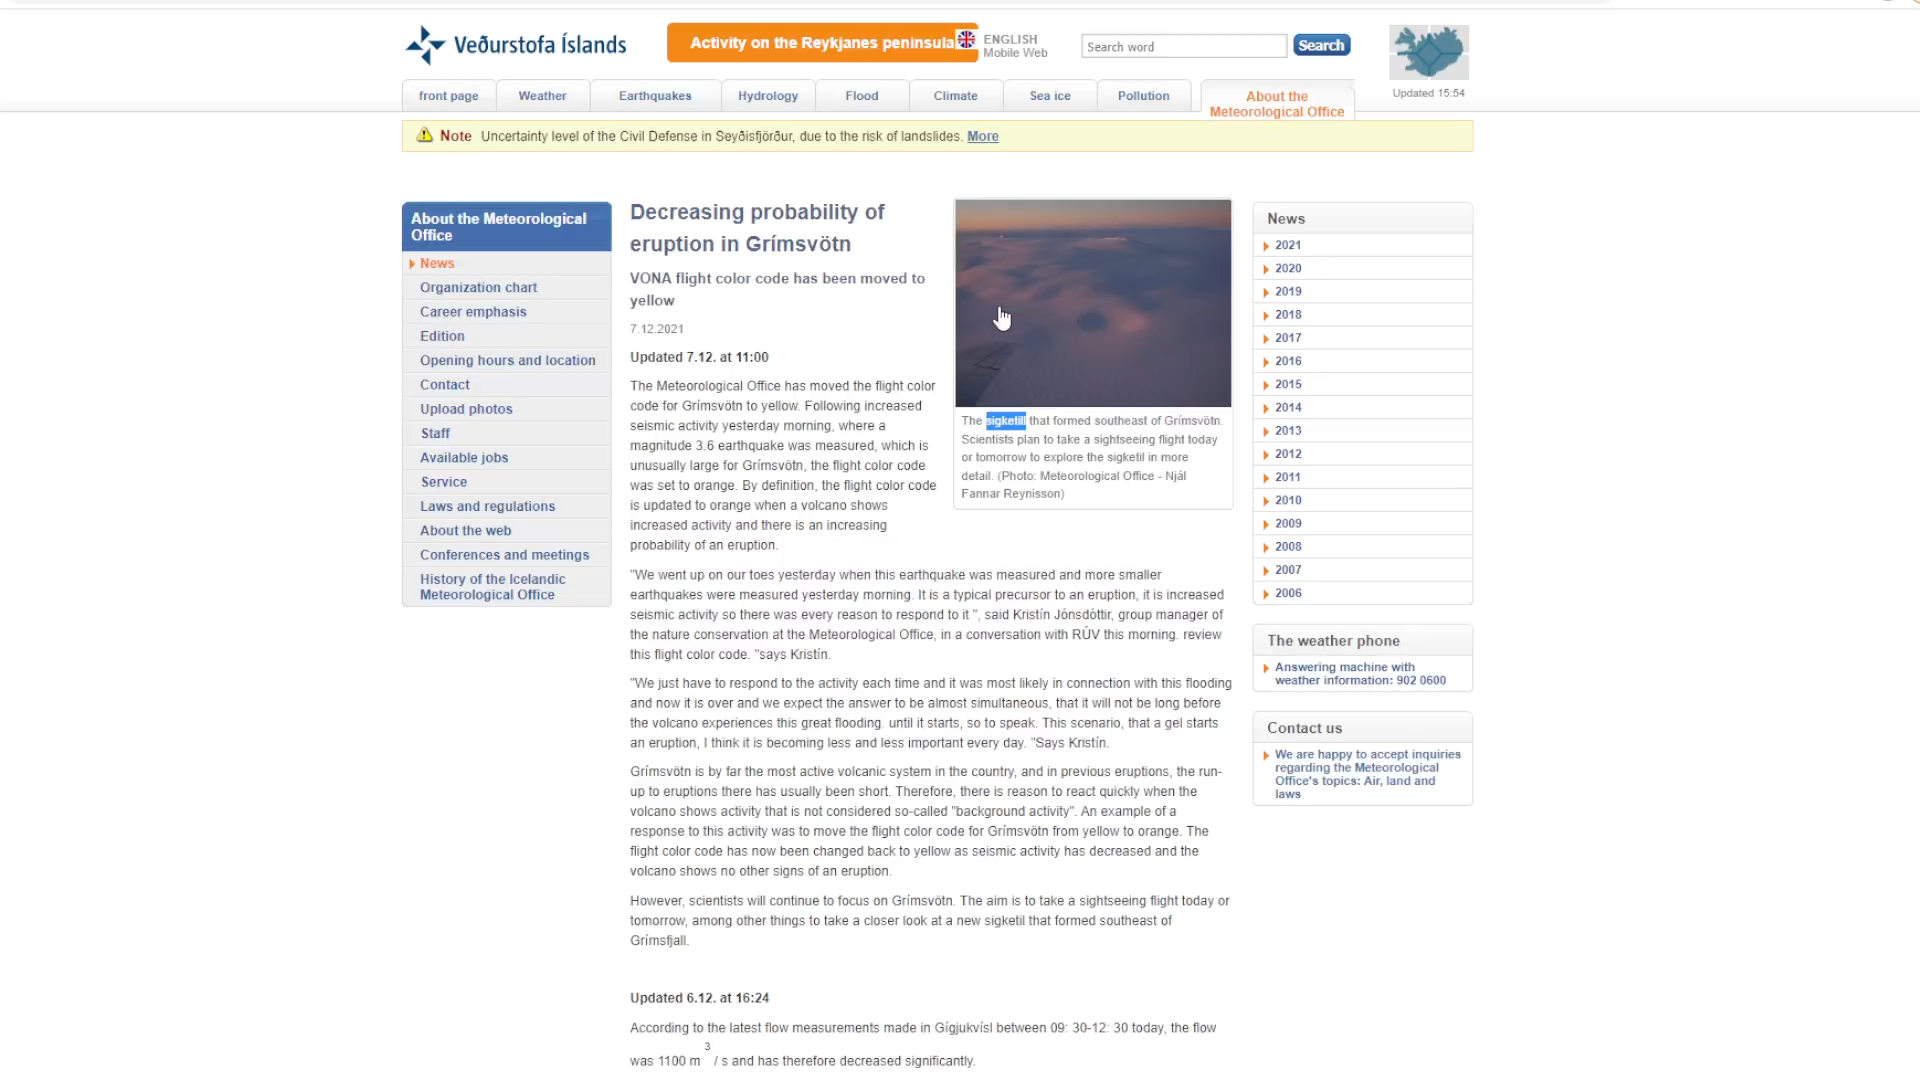 Veðurstofa Íslands
Activity on the Reykjanes peninsula
ENGLISH
Mobile Web
Search word
Search
Updated 15:54
front page
Weather
Earthquakes
Hydrology
Flood
Climate
Sea ice
Pollution
About the
Meteorological Office
Note Uncertainty level of the Civil Defense in Seyðisfjörður, due to the risk of landslides. More
About the Meteorological
Office
News
Organization chart
Career emphasis
Edition
Opening hours and location
Contact
Upload photos
Staff
Available jobs
Service
Laws and regulations
About the web
Conferences and meetings
History of the Icelandic
Meteorological Office
Decreasing probability of
eruption in Grímsvötn
VONA flight color code has been moved to
yellow
7.12.2021
Updated 7.12. at 11:00
The Meteorological Office has moved the flight color
code for Grímsvötn to yellow. Following increased
seismic activity yesterday morning, where a
magnitude 3.6 earthquake was measured, which is
unusually large for Grímsvötn, the flight color code
was set to orange. By definition, the flight color code
is updated to orange when a volcano shows
increased activity and there is an increasing
probability of an eruption.
"We went up on our toes yesterday when this earthquake was measured and more smaller
earthquakes were measured yesterday morning. It is a typical precursor to an eruption, it is increased
seismic activity so there was every reason to respond to it ", said Kristín Jónsdóttir, group manager of
the nature conservation at the Meteorological Office, in a conversation with RÚV this morning. review
this flight color code. "says Kristín.
"We just have to respond to the activity each time and it was most likely in connection with this flooding
and now it is over and we expect the answer to be almost simultaneous, that it will not be long before
the volcano experiences this great flooding. until it starts, so to speak. This scenario, that a gel starts
an eruption, I think it is becoming less and less important every day. "Says Kristín.
Grímsvötn is by far the most active volcanic system in the country, and in previous eruptions, the run-
up to eruptions there has usually been short. Therefore, there is reason to react quickly when the
volcano shows activity that is not considered so-called "background activity". An example of a
response to this activity was to move the flight color code for Grímsvötn from yellow to orange. The
flight color code has now been changed back to yellow as seismic activity has decreased and the
volcano shows no other signs of an eruption.
However, scientists will continue to focus on Grímsvötn. The aim is to take a sightseeing flight today or
tomorrow, among other things to take a closer look at a new sigketil that formed southeast of
Grímsfjall.
Updated 6.12. at 16:24
According to the latest flow measurements made in Gígjukvísl between 09: 30-12: 30 today, the flow
was 1100 m 3 / s and has therefore decreased significantly.
The sigketill that formed southeast of Grímsvötn.
Scientists plan to take a sightseeing flight today
or tomorrow to explore the sigketil in more
detail. (Photo: Meteorological Office - Njál
Fannar Reynisson)
News
2021
2020
2019
2018
2017
2016
2015
2014
2013
2012
2011
2010
2009
2008
2007
2006
The weather phone
Answering machine with
weather information: 902 0600
Contact us
We are happy to accept inquiries
regarding the Meteorological
Office's topics: Air, land and
laws